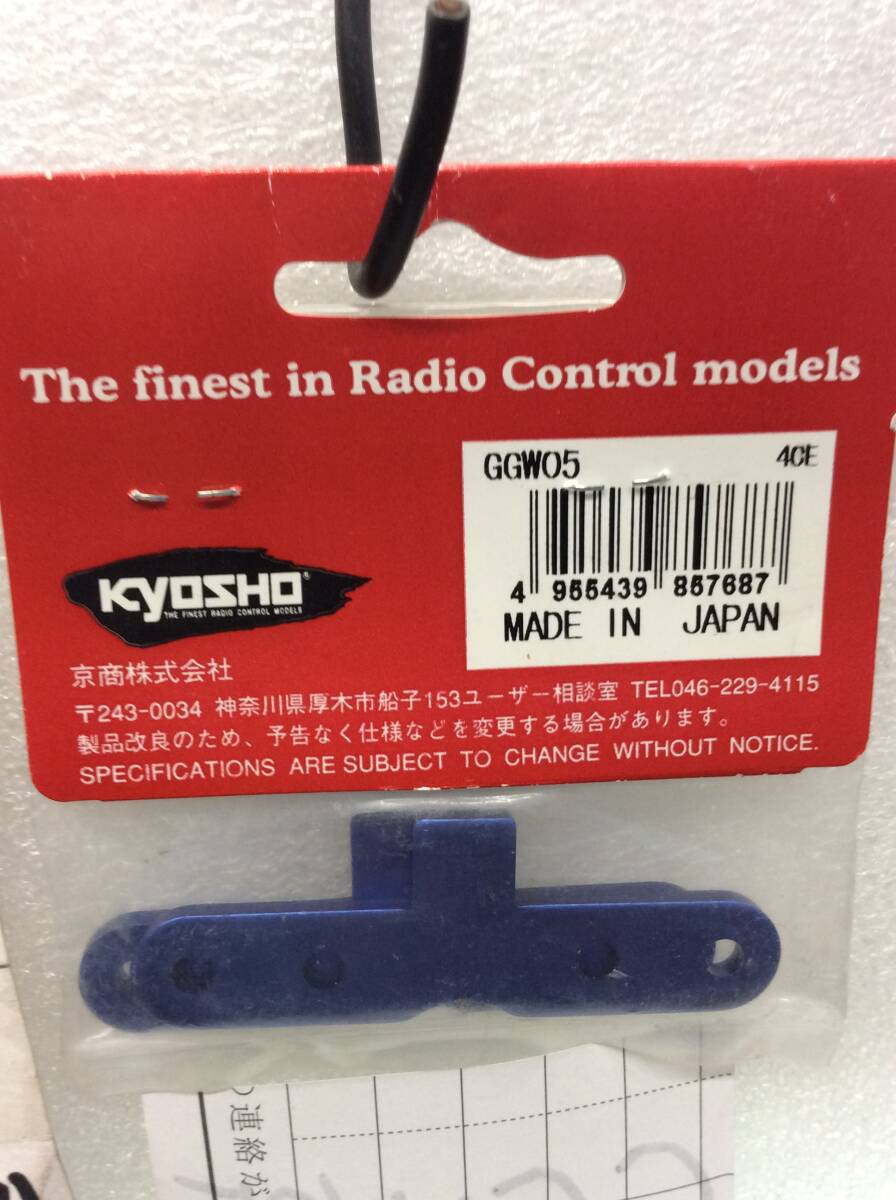 The finest in Radio Control models
GGW05 4CE
4 955439 857687
MADE IN JAPAN
KYOSHO®
THE FINEST RADIO CONTROL MODELS
京商株式会社
〒243-0034 神奈川県厚木市船子153ユーザー相談室 TEL046-229-4115
製品改良のため、予告なく仕様などを変更する場合があります。
SPECIFICATIONS ARE SUBJECT TO CHANGE WITHOUT NOTICE.
の連絡が